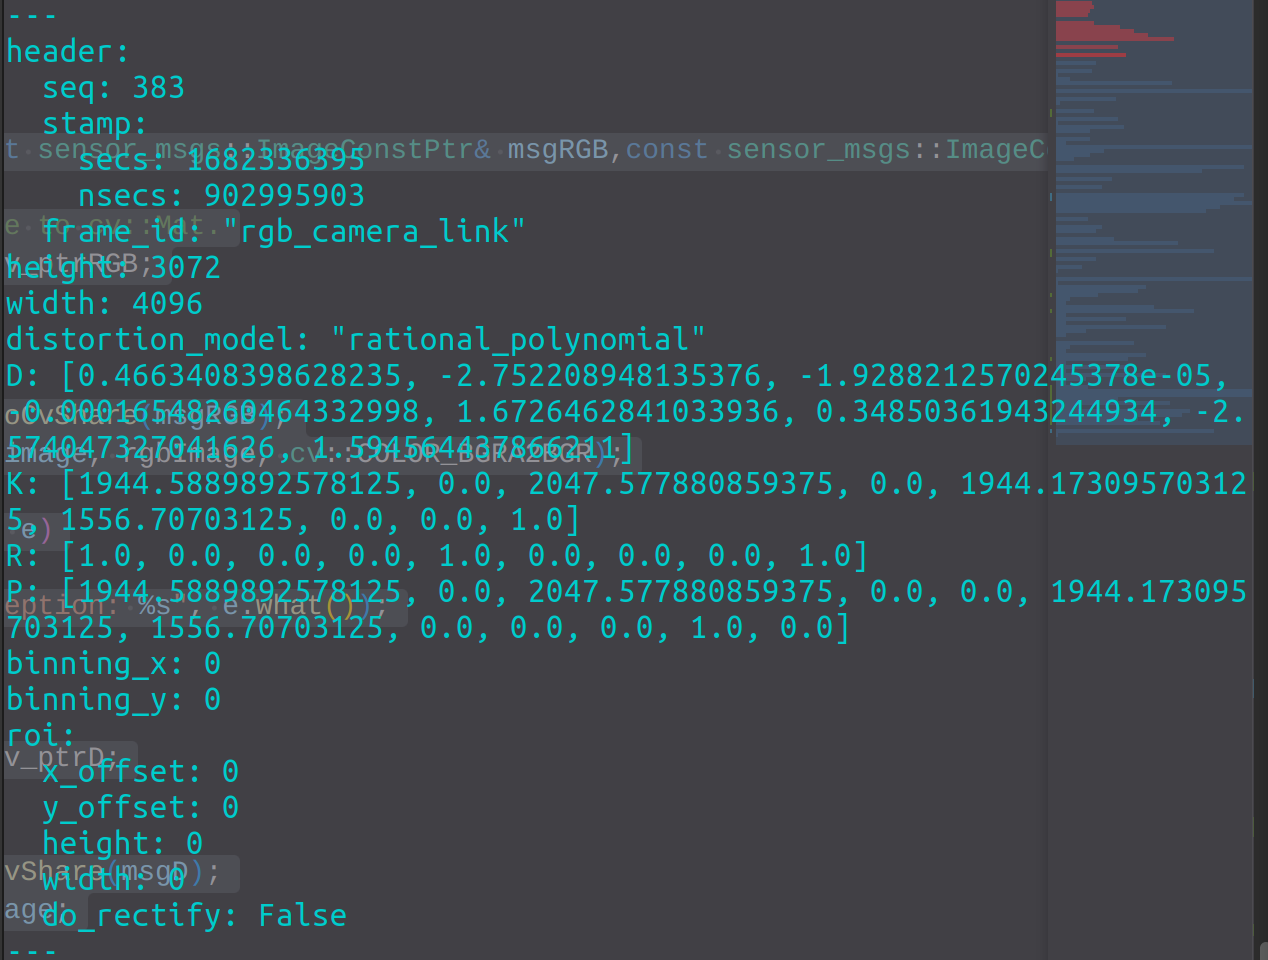 ---
header:
  seq: 383
  stamp:
t sensor_msgs::ImageConstPtr& msgRGB,const sensor_msgs::ImageC
    secs: 1682336395
    nsecs: 902995903
e to cv::Mat.
  frame_id: "rgb_camera_link"
v_ptrRGB;
height: 3072
width: 4096
distortion_model: "rational_polynomial"
D: [0.4663408398628235, -2.752208948135376, -1.9288212570245378e-05,
-0.00016548260464332998, 1.6726462841033936, 0.34850361943244934, -2.
oCvShare(msgRGB);
574047327041626, 1.594564437866211]
image, rgbImage, cv::COLOR_BGRA2BGR);
K: [1944.5889892578125, 0.0, 2047.577880859375, 0.0, 1944.17309570312
5, 1556.70703125, 0.0, 0.0, 1.0]
e)
R: [1.0, 0.0, 0.0, 0.0, 1.0, 0.0, 0.0, 0.0, 1.0]
P: [1944.5889892578125, 0.0, 2047.577880859375, 0.0, 0.0, 1944.173095
eption: %s", e.what());
703125, 1556.70703125, 0.0, 0.0, 0.0, 1.0, 0.0]
binning_x: 0
binning_y: 0
roi:
v_ptrD;
  x_offset: 0
  y_offset: 0
  height: 0
vShare(msgD);
  width: 0
age;
  do_rectify: False
---